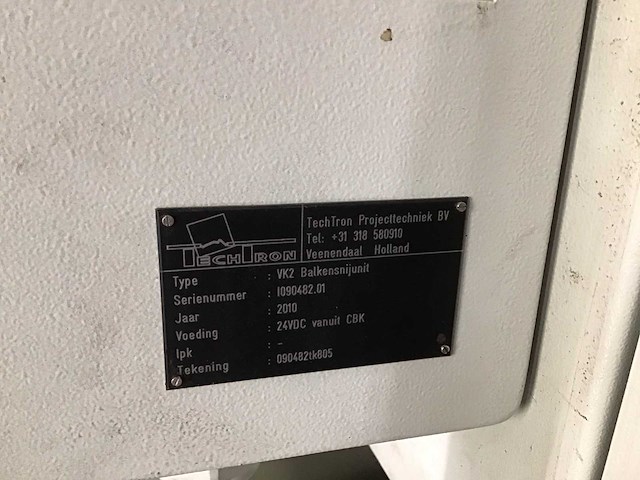 TECHTRON
TechTron Projecttechniek BV
Tel: +31 318 580910
Veenendaal Holland
Type : VK2 Balkensnijunit
Serienummer : I090482.01
Jaar : 2010
Voeding : 24VDC vanuit CBK
Ipk : -
Tekening : 090482tk805